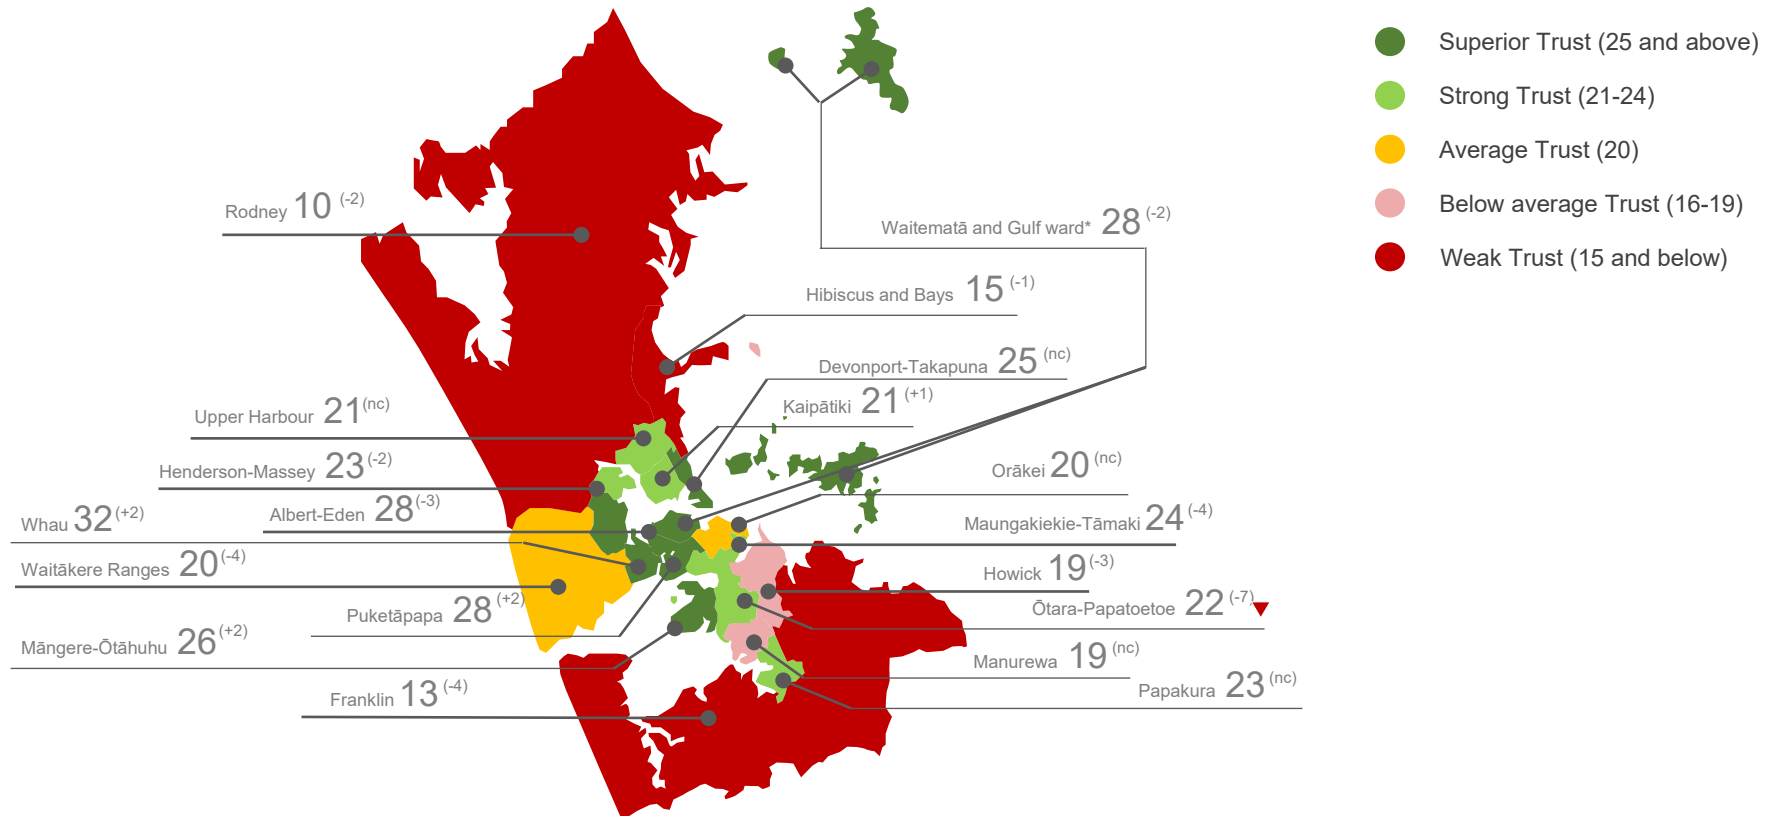 Superior Trust (25 and above)
Strong Trust (21-24)
Average Trust (20)
Below average Trust (16-19)
Weak Trust (15 and below)
Rodney 10 (-2)
Waitematā and Gulf ward* 28 (-2)
Hibiscus and Bays 15 (-1)
Devonport-Takapuna 25 (nc)
Kaipātiki 21 (+1)
Upper Harbour 21 (nc)
Henderson-Massey 23 (-2)
Orākei 20 (nc)
Albert-Eden 28 (-3)
Whau 32 (+2)
Maungakiekie-Tāmaki 24 (-4)
Waitākere Ranges 20 (-4)
Howick 19 (-3)
Puketāpapa 28 (+2)
Ōtara-Papatoetoe 22 (-7)
Māngere-Ōtāhuhu 26 (+2)
Manurewa 19 (nc)
Franklin 13 (-4)
Papakura 23 (nc)